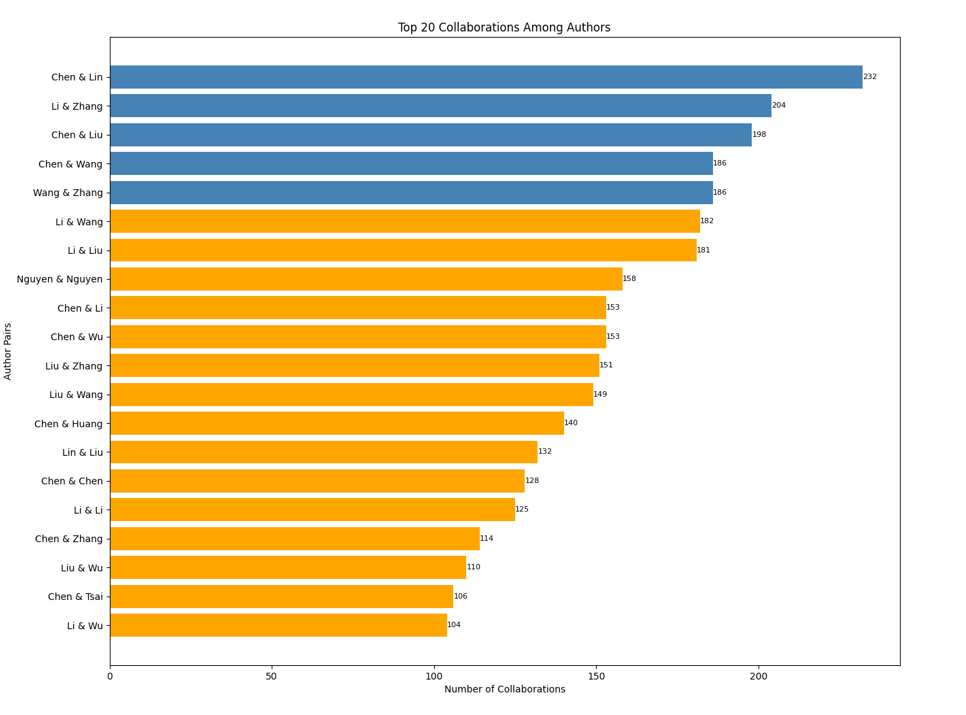 Top 20 Collaborations Among Authors
Author Pairs
Chen & Lin 232
Li & Zhang 204
Chen & Liu 198
Chen & Wang 186
Wang & Zhang 186
Li & Wang 182
Li & Liu 181
Nguyen & Nguyen 158
Chen & Li 153
Chen & Wu 153
Liu & Zhang 151
Liu & Wang 149
Chen & Huang 140
Lin & Liu 132
Chen & Chen 128
Li & Li 125
Chen & Zhang 114
Liu & Wu 110
Chen & Tsai 106
Li & Wu 104
0 50 100 150 200
Number of Collaborations